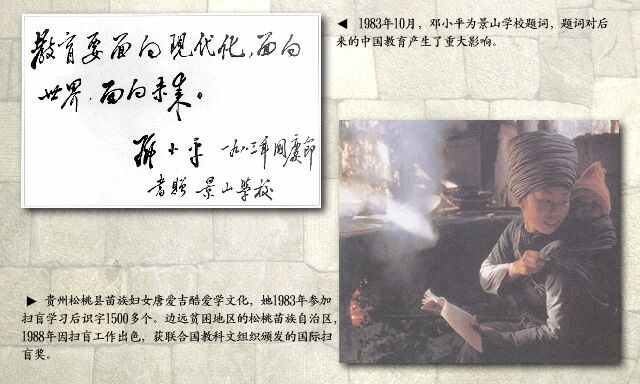 教育要面向现代化，面向
世界，面向未来。
邓小平 一九八三年国庆节
书赠 景山学校
◀ 1983年10月，邓小平为景山学校题词，题词对后
来的中国教育产生了重大影响。
▶ 贵州松桃县苗族妇女唐爱吉酷爱学文化，她1983年参加
扫盲学习后识字1500多个。边远贫困地区的松桃苗族自治区，
1988年因扫盲工作出色，获联合国教科文组织颁发的国际扫
盲奖。